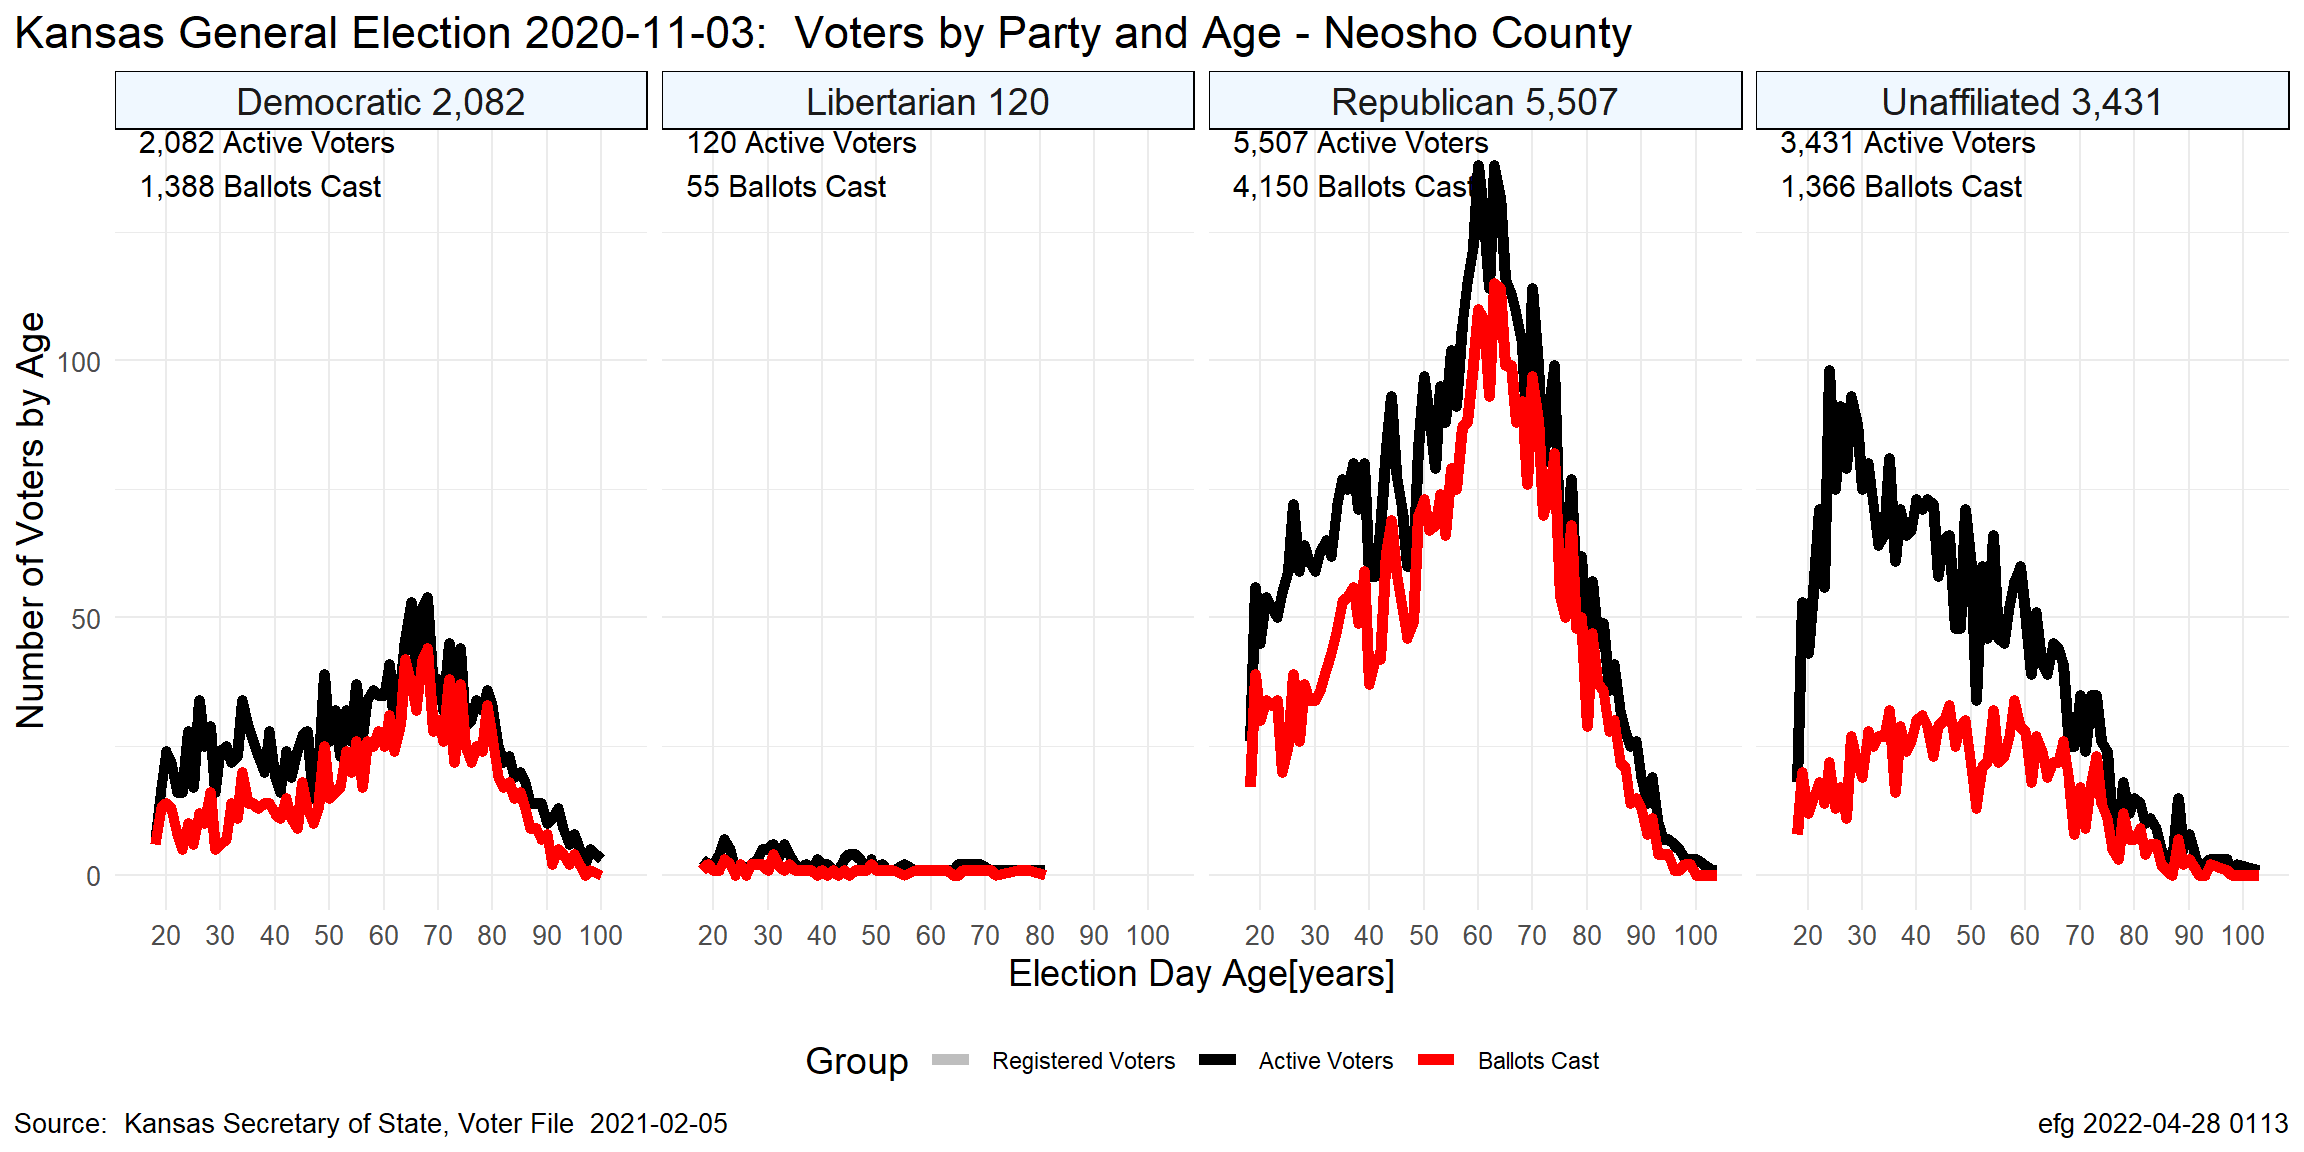 Kansas General Election 2020-11-03:  Voters by Party and Age - Neosho County
Democratic 2,082
Libertarian 120
Republican 5,507
Unaffiliated 3,431
2,082 Active Voters
1,388 Ballots Cast
120 Active Voters
55 Ballots Cast
5,507 Active Voters
4,150 Ballots Cast
3,431 Active Voters
1,366 Ballots Cast
Number of Voters by Age
100
50
0
20 30 40 50 60 70 80 90 100
20 30 40 50 60 70 80 90 100
20 30 40 50 60 70 80 90 100
20 30 40 50 60 70 80 90 100
Election Day Age[years]
Group Registered Voters Active Voters Ballots Cast
Source:  Kansas Secretary of State, Voter File  2021-02-05
efg 2022-04-28 0113